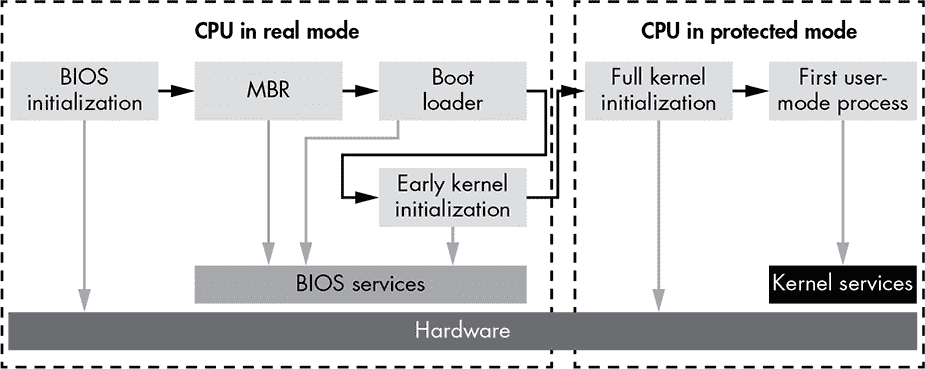 CPU in real mode
CPU in protected mode
BIOS
initialization
MBR
Boot
loader
Full kernel
initialization
First user-
mode process
Early kernel
initialization
BIOS services
Kernel services
Hardware